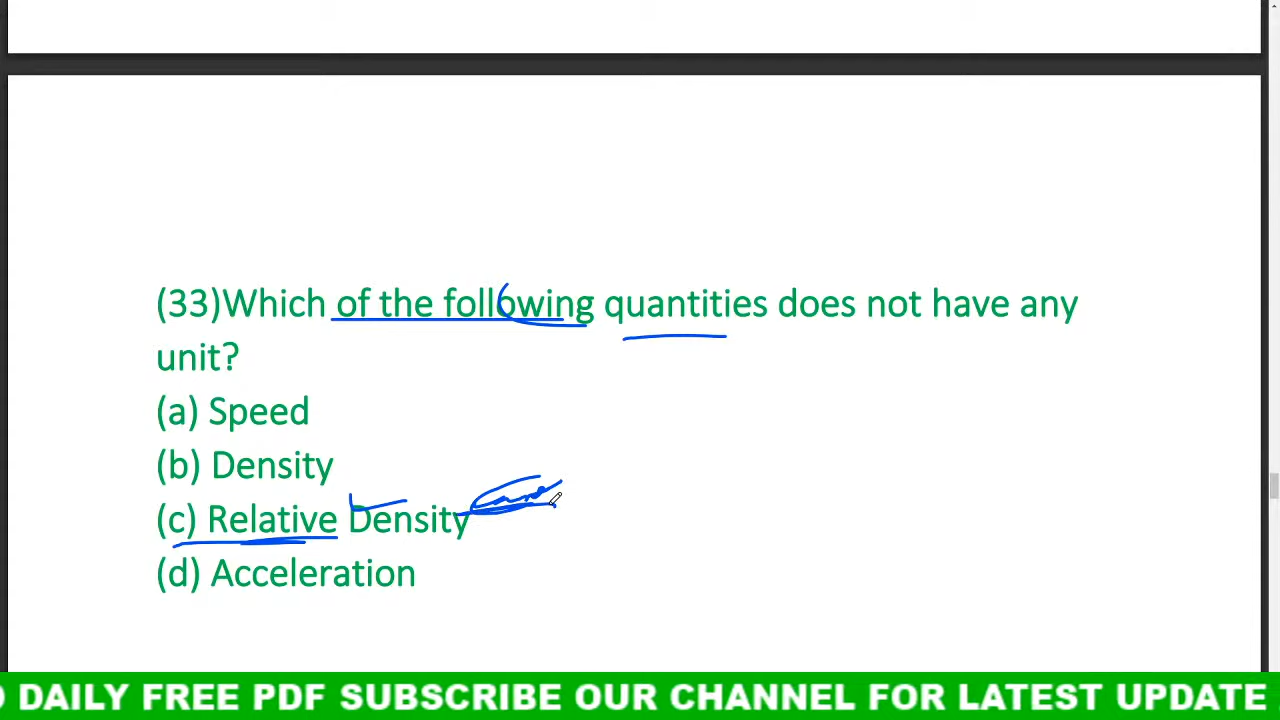 (33)Which of the following quantities does not have any
unit?
(a) Speed
(b) Density
(c) Relative Density
(d) Acceleration
DAILY FREE PDF SUBSCRIBE OUR CHANNEL FOR LATEST UPDATE